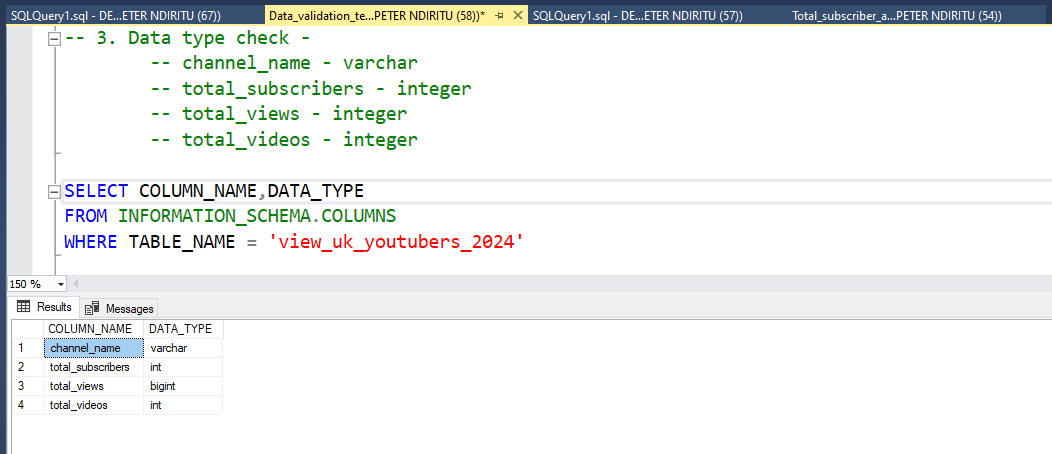 SQLQuery1.sql - DE...ETER NDIRITU (67))
Data_validation_te...PETER NDIRITU (58))*
SQLQuery1.sql - DE...ETER NDIRITU (57))
Total_subscriber_a...PETER NDIRITU (54))
-- 3. Data type check -
-- channel_name - varchar
-- total_subscribers - integer
-- total_views - integer
-- total_videos - integer
SELECT COLUMN_NAME,DATA_TYPE
FROM INFORMATION_SCHEMA.COLUMNS
WHERE TABLE_NAME = 'view_uk_youtubers_2024'
150 %
Results Messages
COLUMN_NAME DATA_TYPE
1 channel_name varchar
2 total_subscribers int
3 total_views bigint
4 total_videos int